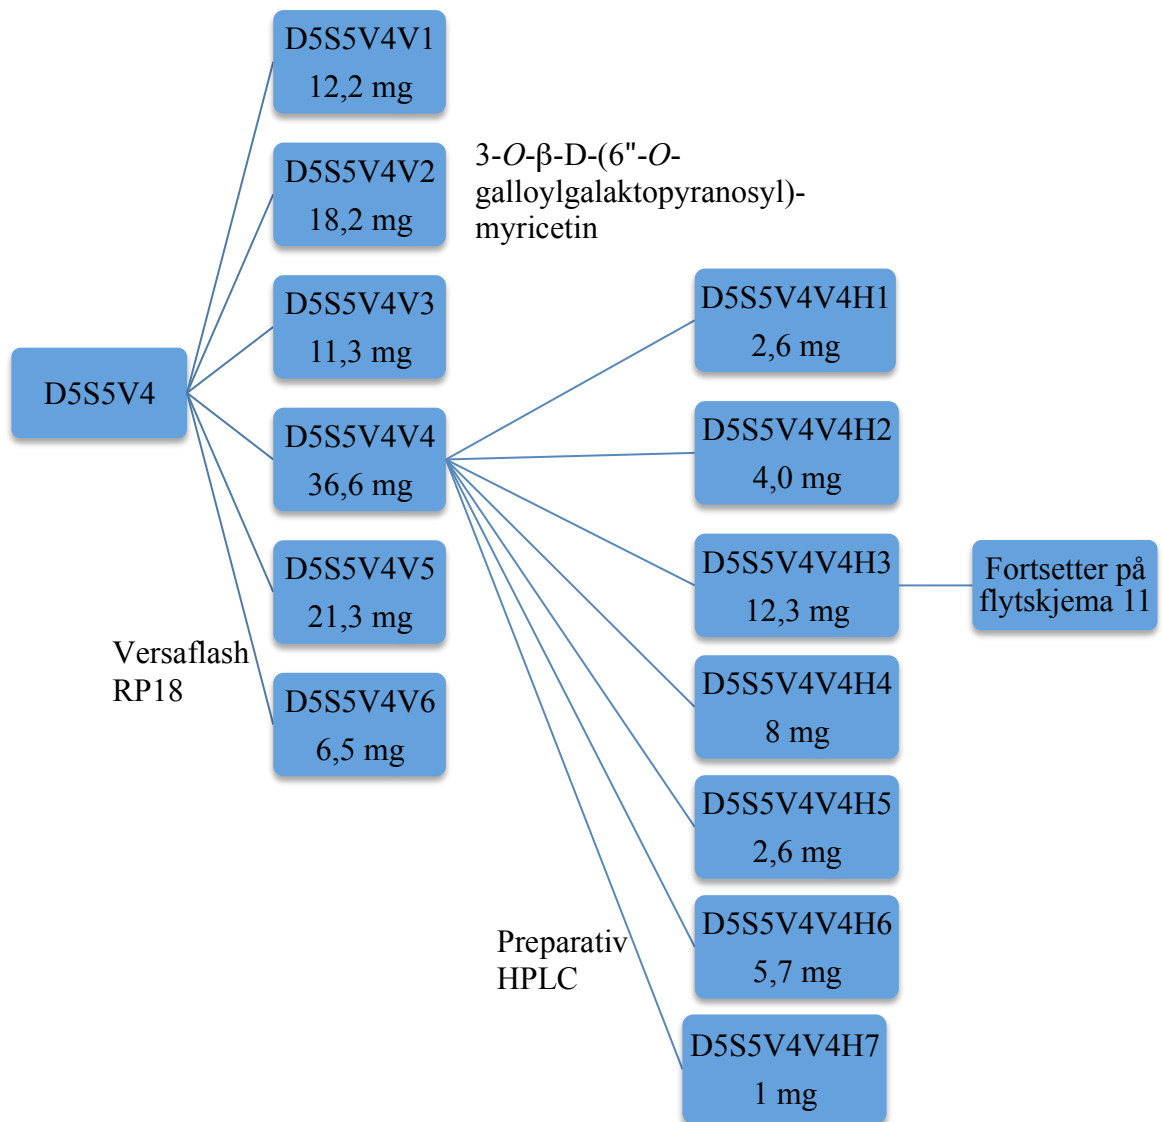 D5S5V4
Versaflash
RP18
D5S5V4V1
12,2 mg
D5S5V4V2
18,2 mg
3-O-β-D-(6"-O-
galloylgalaktopyranosyl)-
myricetin
D5S5V4V3
11,3 mg
D5S5V4V4
36,6 mg
D5S5V4V5
21,3 mg
D5S5V4V6
6,5 mg
Preparativ
HPLC
D5S5V4V4H1
2,6 mg
D5S5V4V4H2
4,0 mg
D5S5V4V4H3
12,3 mg
Fortsetter på
flytskjema 11
D5S5V4V4H4
8 mg
D5S5V4V4H5
2,6 mg
D5S5V4V4H6
5,7 mg
D5S5V4V4H7
1 mg